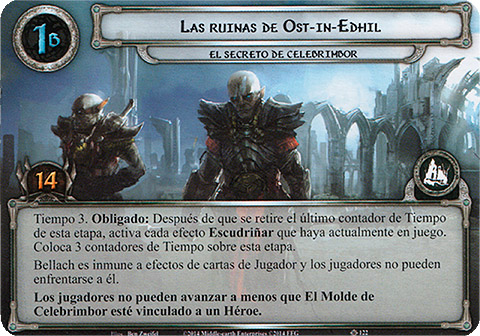 1B
LAS RUINAS DE OST-IN-EDHIL
EL SECRETO DE CELEBRIMBOR
14
Tiempo 3. Obligado: Después de que se retire el último contador de Tiempo
de esta etapa, activa cada efecto Escudriñar que haya actualmente en juego.
Coloca 3 contadores de Tiempo sobre esta etapa.
Bellach es inmune a efectos de cartas de Jugador y los jugadores no pueden
enfrentarse a él.
Los jugadores no pueden avanzar a menos que El Molde de
Celebrimbor esté vinculado a un Héroe.
Ilus. Ben Zweifel ©2014 Middle-earth Enterprises ©2014 FFG 122